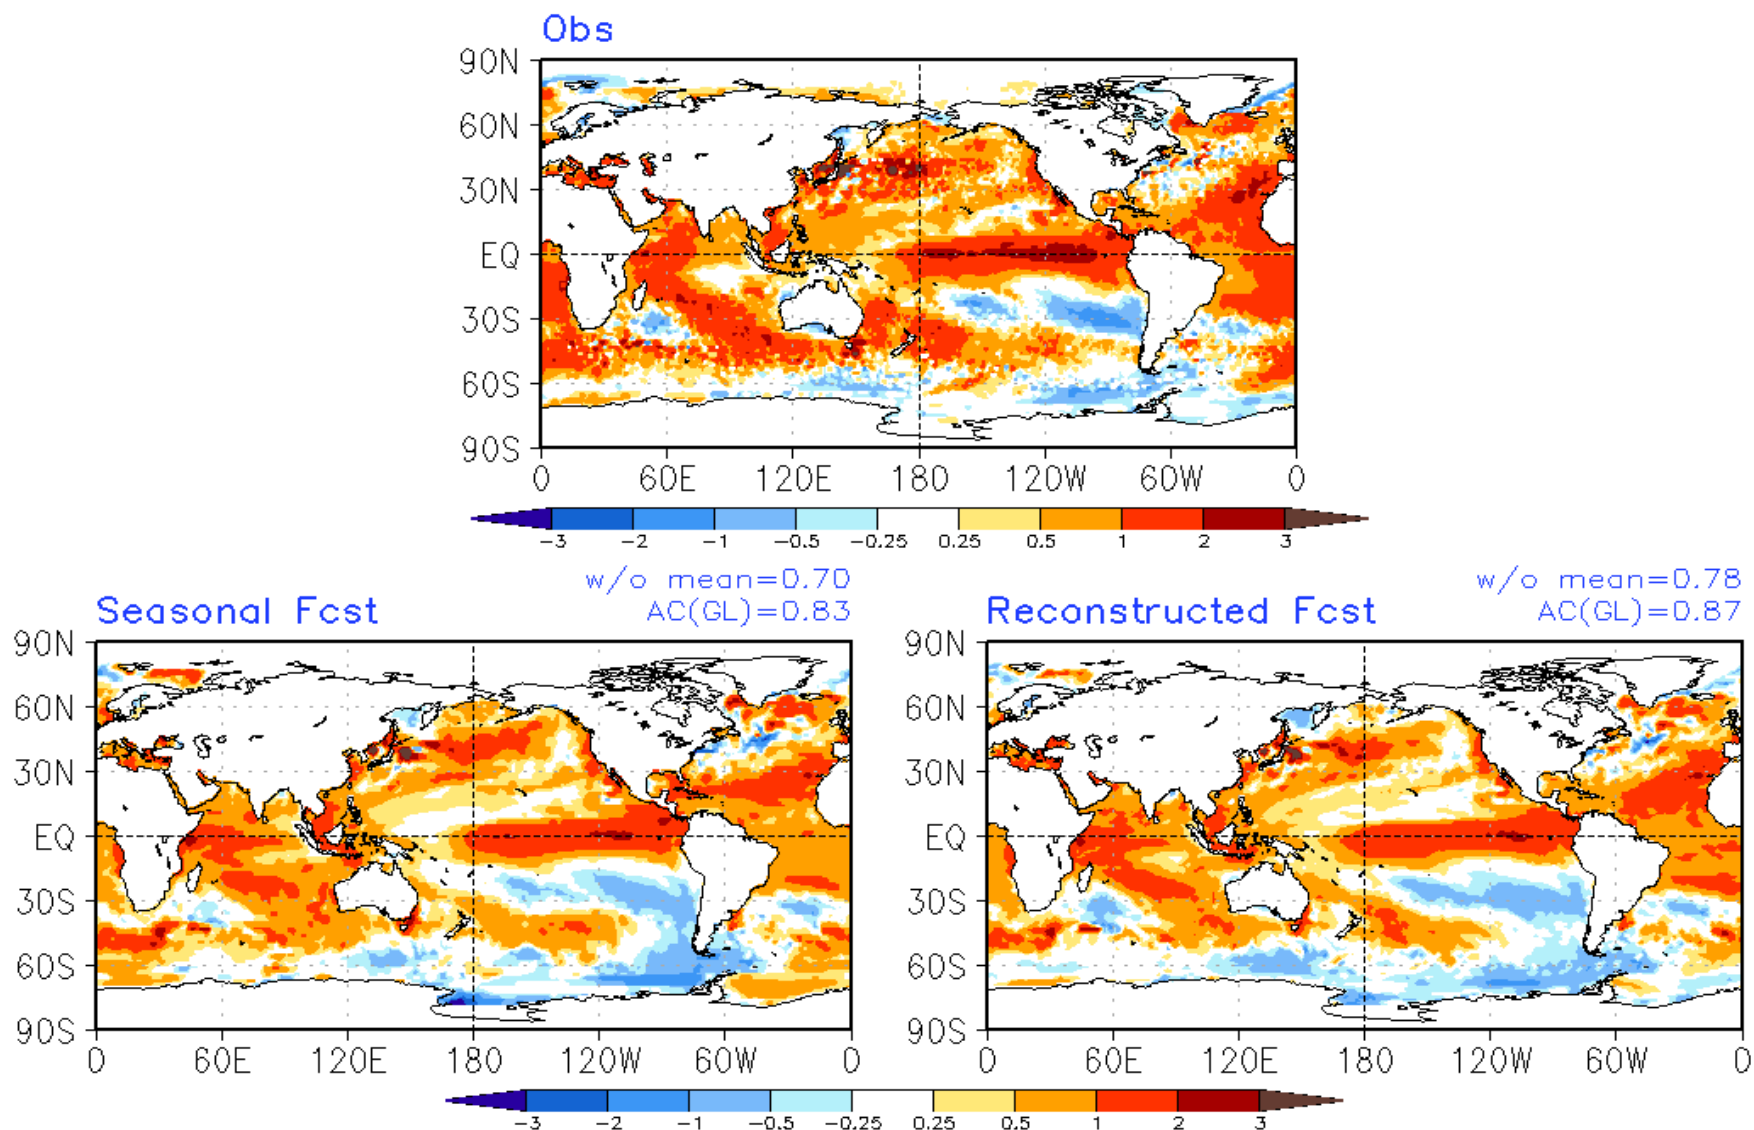 Obs
90N
60N
30N
EQ
30S
60S
90S
0 60E 120E 180 120W 60W 0
-3 -2 -1 -0.5 -0.25 0.25 0.5 1 2 3
w/o mean=0.70
Seasonal Fcst AC(GL)=0.83
90N
60N
30N
EQ
30S
60S
90S
0 60E 120E 180 120W 60W 0
w/o mean=0.78
Reconstructed Fcst AC(GL)=0.87
90N
60N
30N
EQ
30S
60S
90S
0 60E 120E 180 120W 60W 0
-3 -2 -1 -0.5 -0.25 0.25 0.5 1 2 3